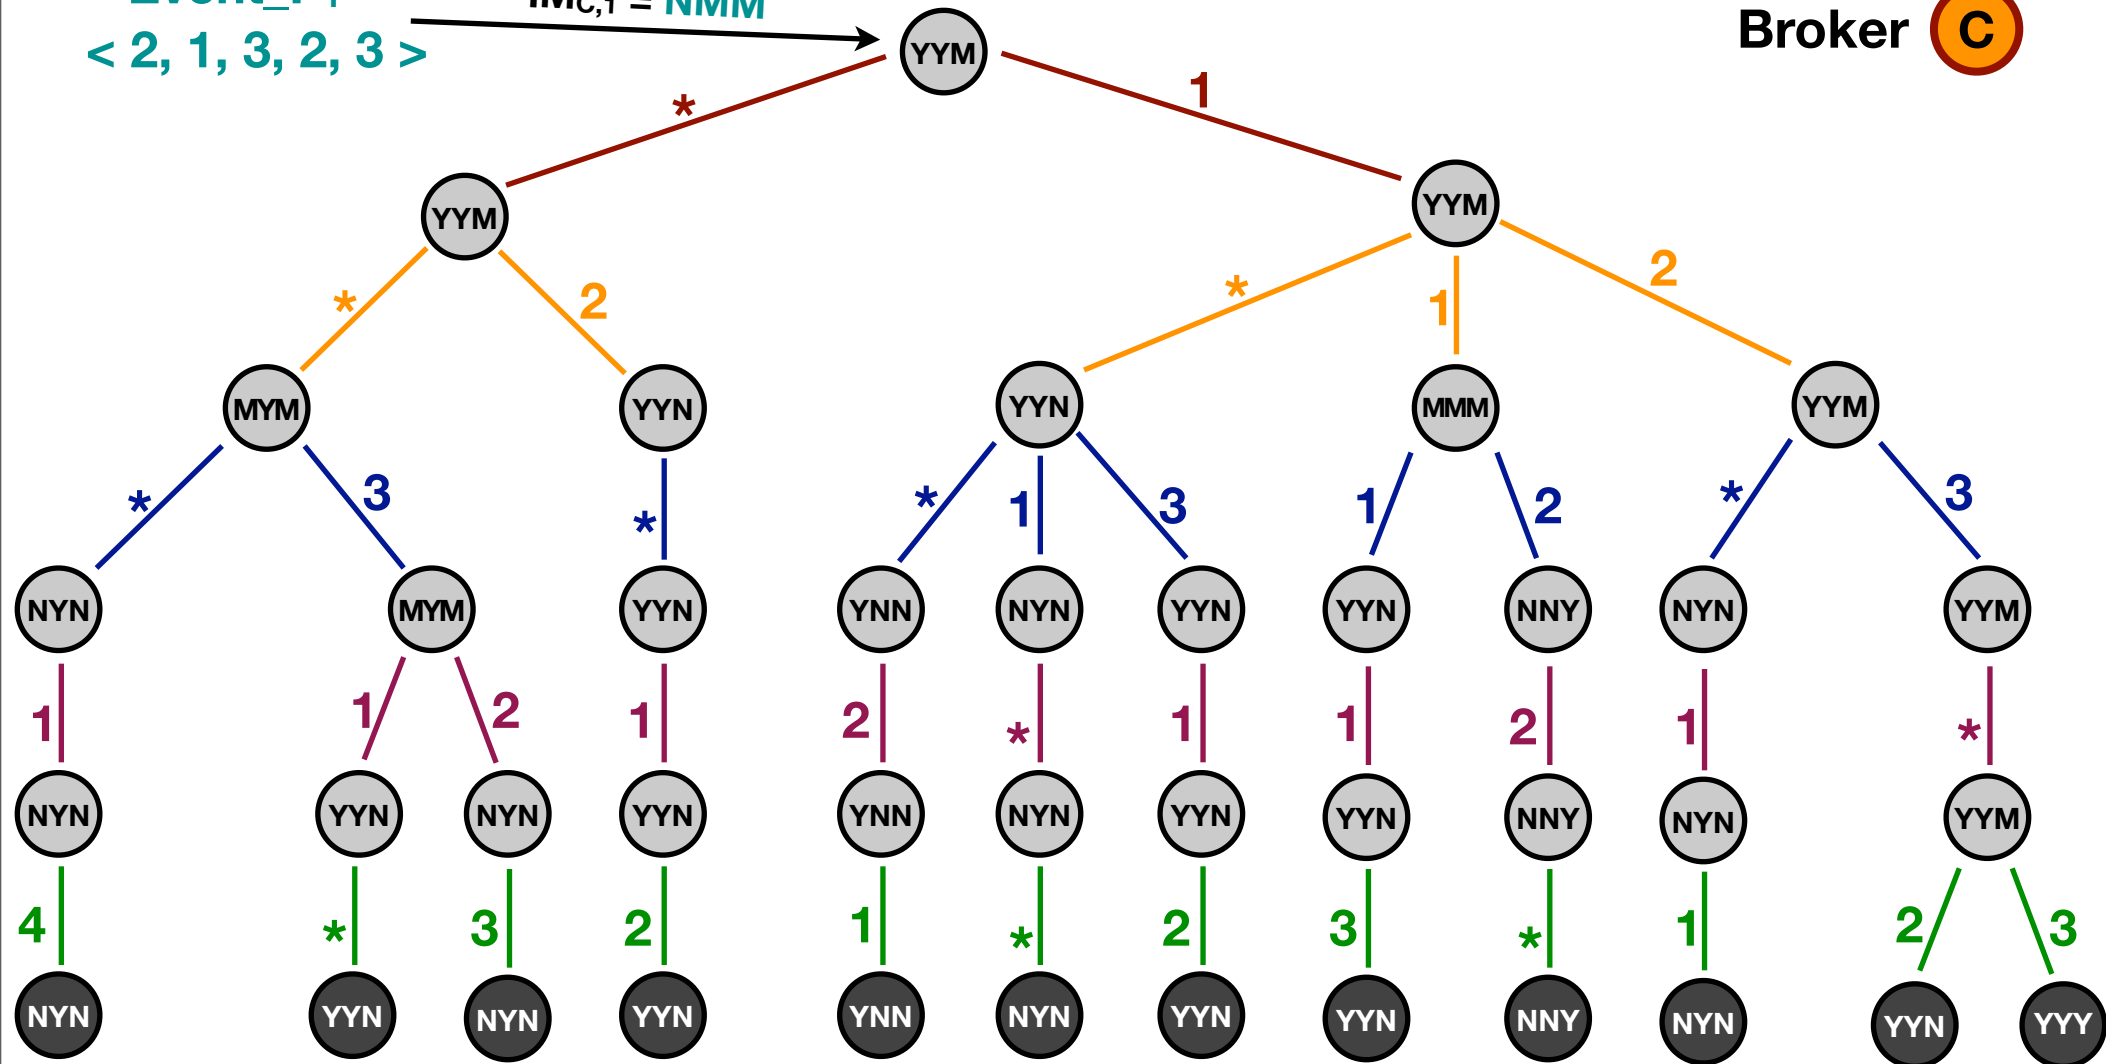 IM_C,1 = NMM
< 2, 1, 3, 2, 3 >
Broker C
YYM
* 1
YYM YYM
* 2 * 1 2
MYM YYN YYN MMM YYM
* 3 * * 1 3 1 2 * 3
NYN MYM YYN YNN NYN YYN YYN NNY NYN YYM
1 1 2 1 2 * 1 1 2 1 *
NYN YYN NYN YYN YNN NYN YYN YYN NNY NYN YYM
4 * 3 2 1 * 2 3 * 1 2 3
NYN YYN NYN YYN YNN NYN YYN YYN NNY NYN YYN YYY